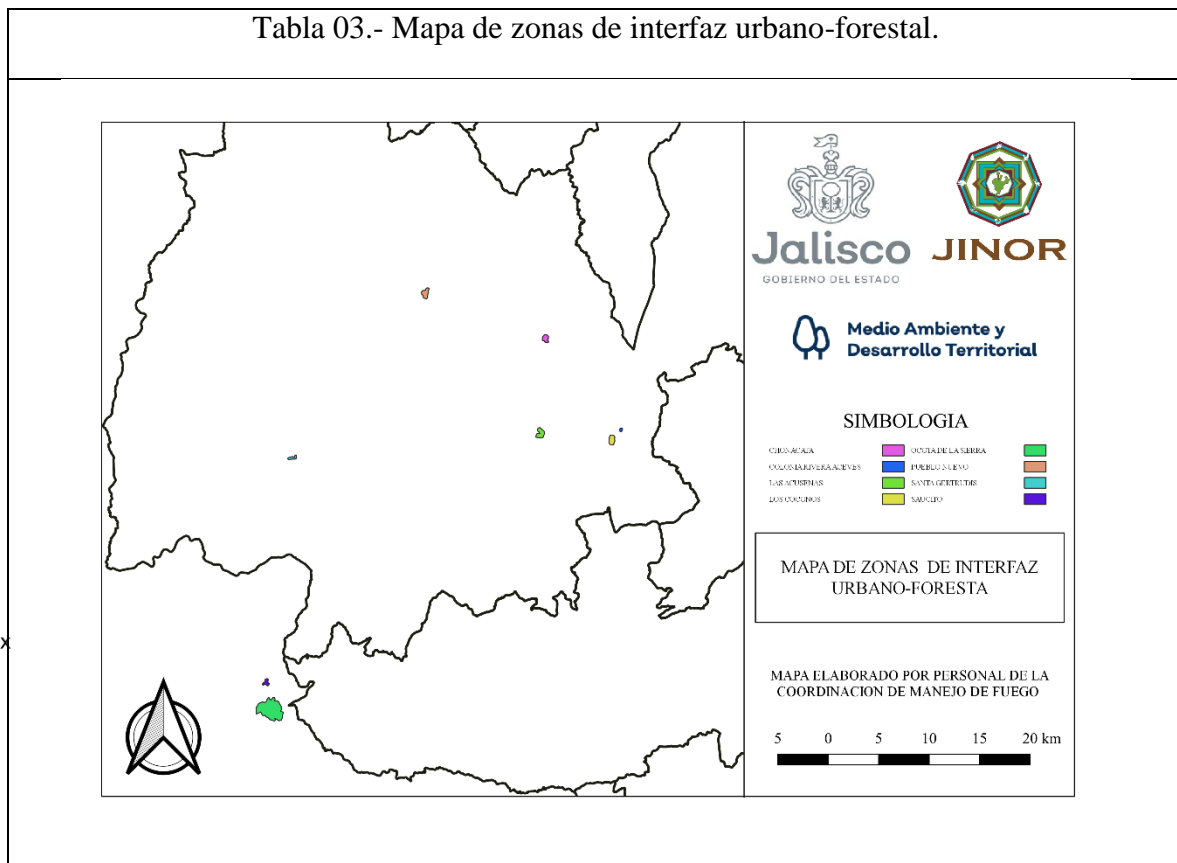 Tabla 03.- Mapa de zonas de interfaz urbano-forestal.
Jalisco
GOBIERNO DEL ESTADO
JINOR
Medio Ambiente y
Desarrollo Territorial
SIMBOLOGIA
COLONIA RIVERA ACEVES
LAS ACUSENAS
LOS COCONOS
OCOTA DE LA SIERRA
PUEBLO NUEVO
SANTA GERTRUDIS
SAUCITO
MAPA DE ZONAS DE INTERFAZ
URBANO-FORESTA
MAPA ELABORADO POR PERSONAL DE LA
COORDINACION DE MANEJO DE FUEGO
5 0 5 10 15 20 km
x